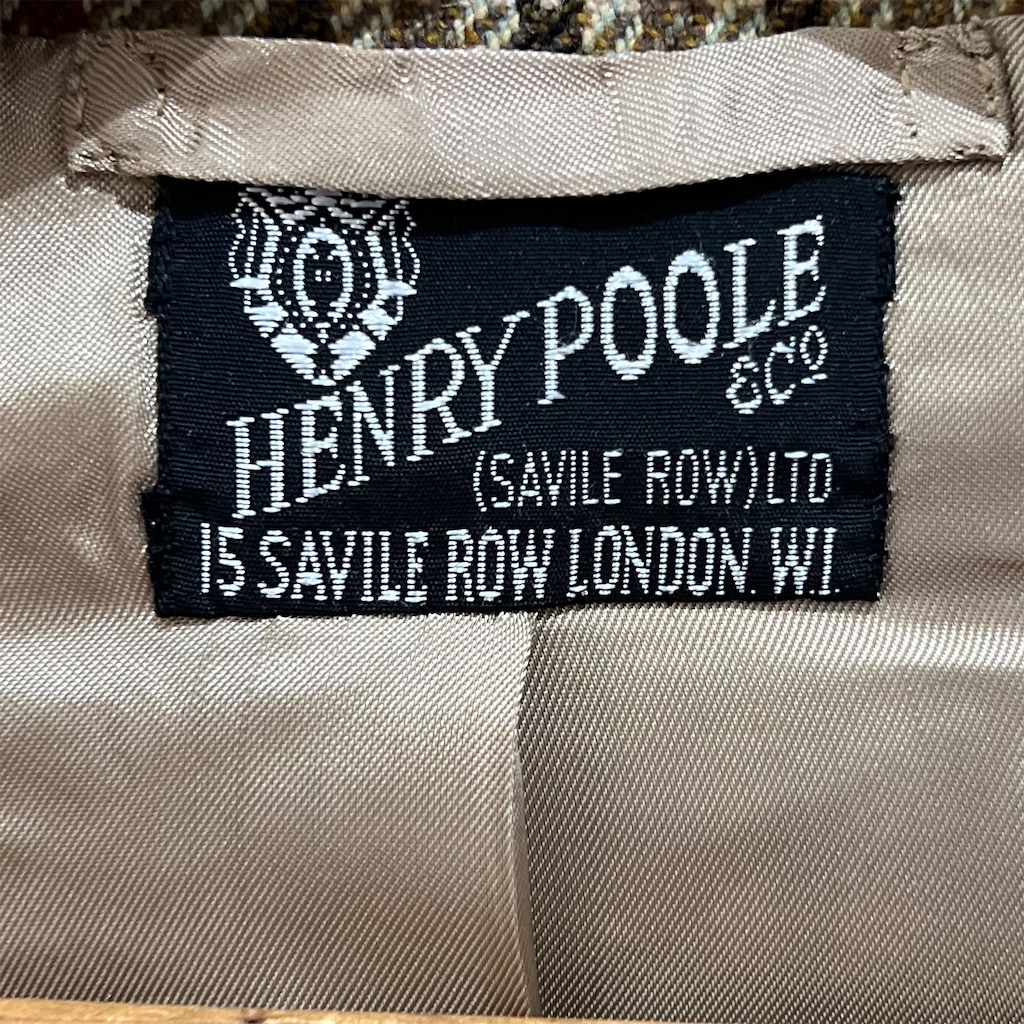 HENRY POOLE
& Cº
(SAVILE ROW) LTD
15 SAVILE ROW LONDON. W.1.